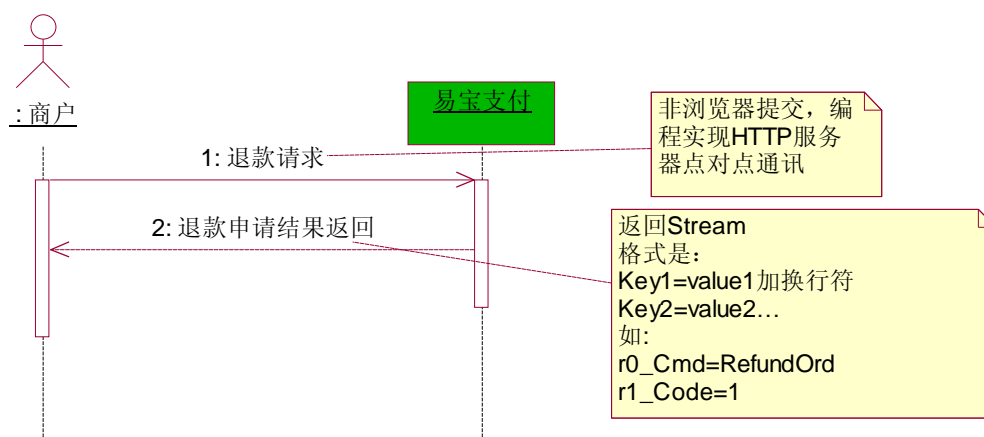 : 商户
易宝支付
非浏览器提交，编
程实现HTTP服务
器点对点通讯
1: 退款请求
2: 退款申请结果返回
返回Stream
格式是：
Key1=value1加换行符
Key2=value2…
如:
r0_Cmd=RefundOrd
r1_Code=1